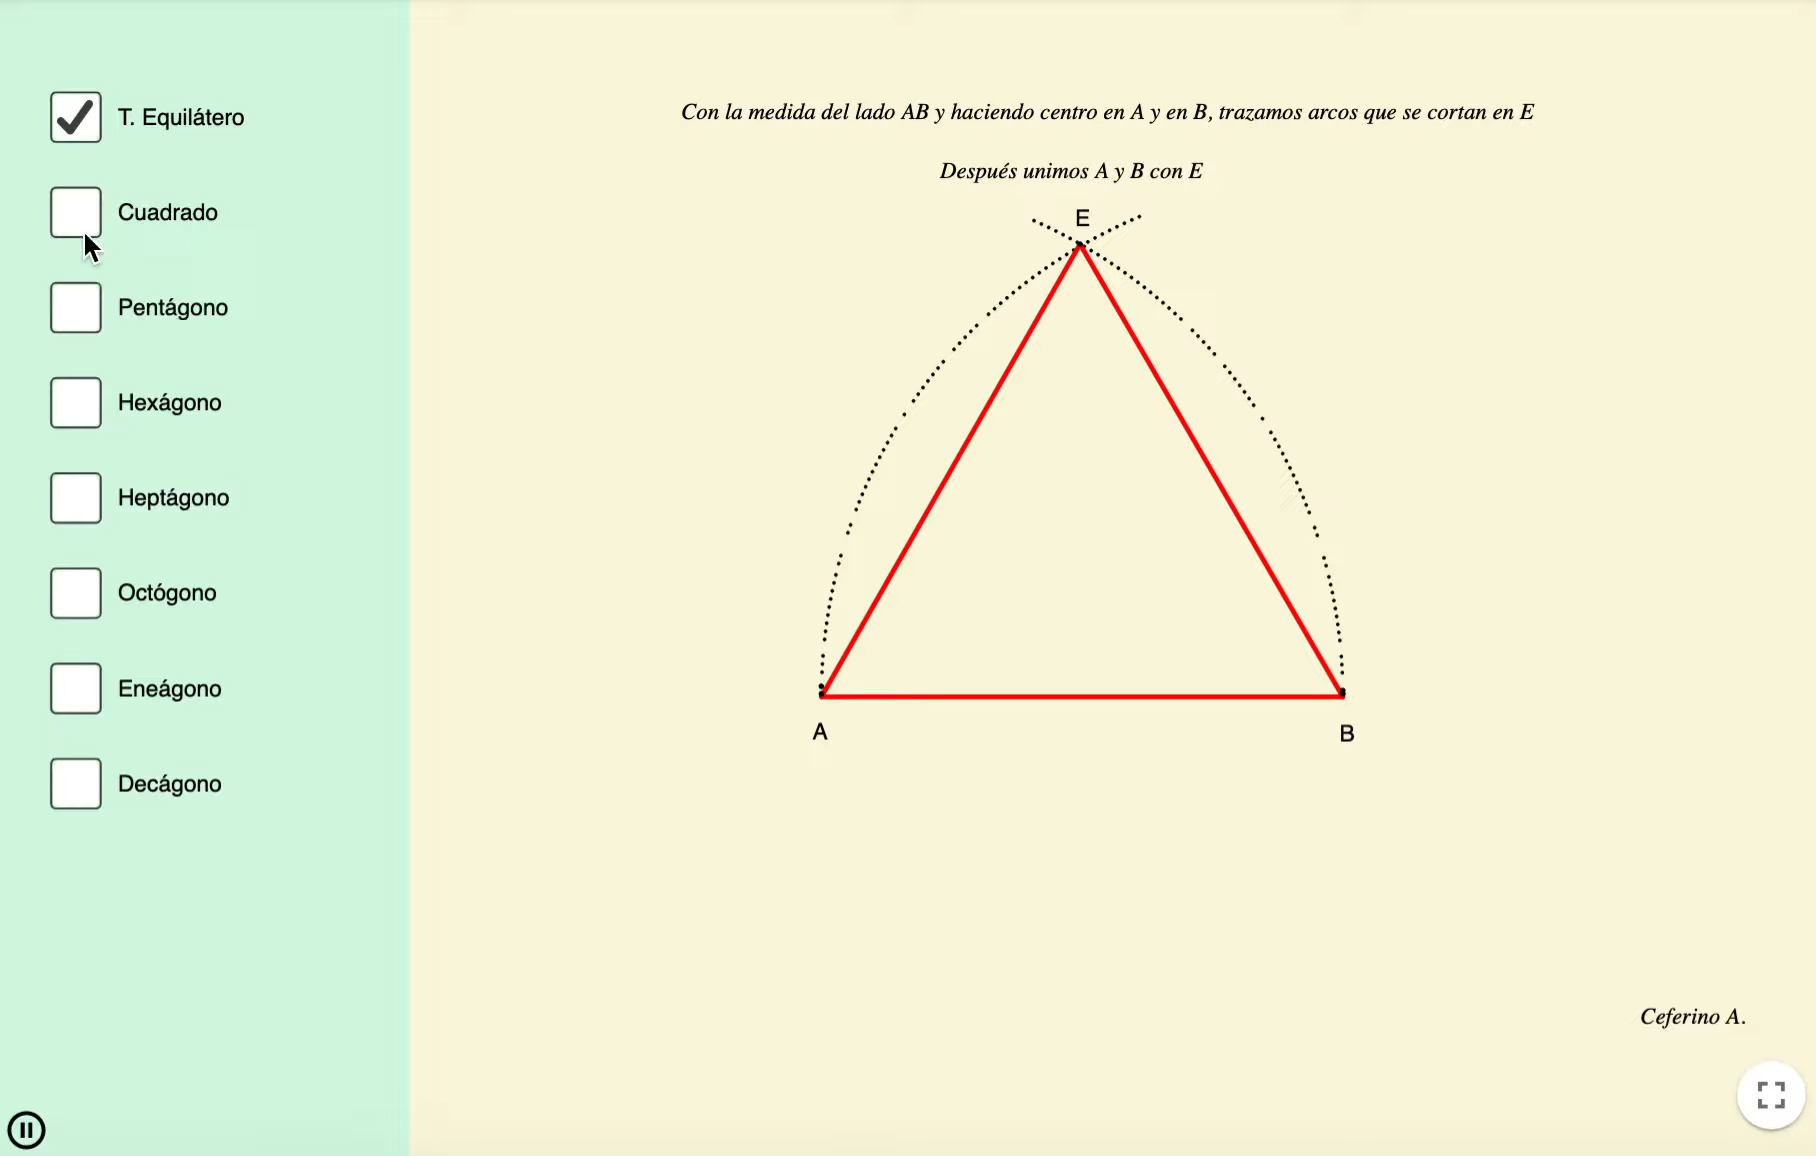 T. Equilátero
Cuadrado
Pentágono
Hexágono
Heptágono
Octógono
Eneágono
Decágono
Con la medida del lado AB y haciendo centro en A y en B, trazamos arcos que se cortan en E
Después unimos A y B con E
E
A
B
Ceferino A.